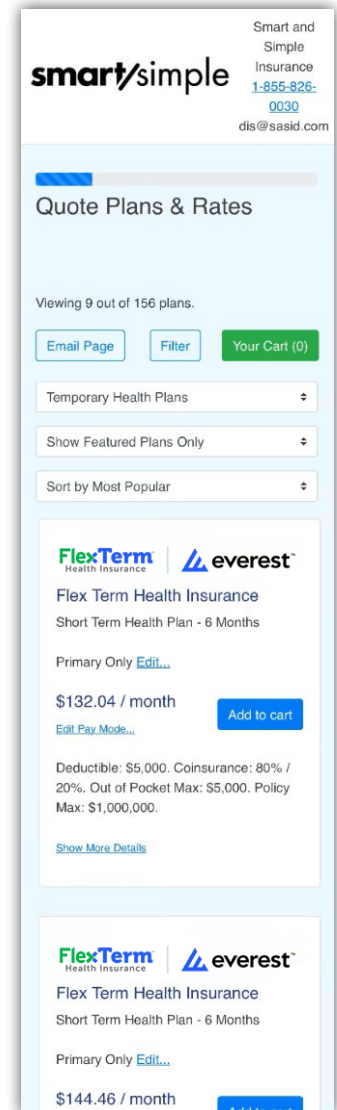 smart/simple
Smart and
Simple
Insurance
1-855-826-
0030
dis@sasid.com
Quote Plans & Rates
Viewing 9 out of 156 plans.
Email Page
Filter
Your Cart (0)
Temporary Health Plans
Show Featured Plans Only
Sort by Most Popular
FlexTerm
Health Insurance
everest
Flex Term Health Insurance
Short Term Health Plan - 6 Months
Primary Only Edit...
$132.04 / month
Add to cart
Edit Pay Mode...
Deductible: $5,000. Coinsurance: 80% /
20%. Out of Pocket Max: $5,000. Policy
Max: $1,000,000.
Show More Details
FlexTerm
Health Insurance
everest
Flex Term Health Insurance
Short Term Health Plan - 6 Months
Primary Only Edit...
$144.46 / month
Add to cart